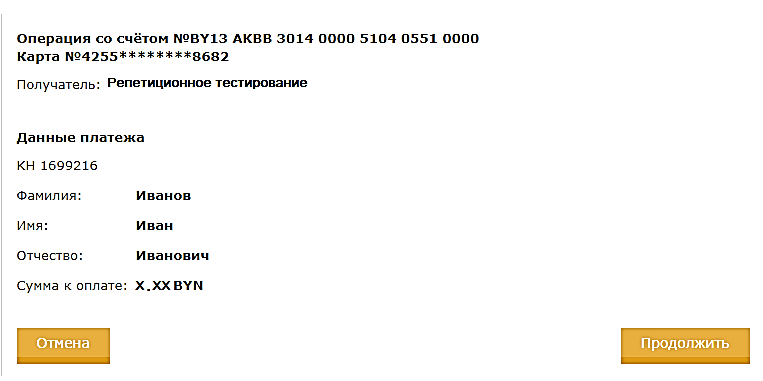 Операция со счётом №BY13 AKBB 3014 0000 5104 0551 0000
Карта №4255********8682
Получатель: Репетиционное тестирование
Данные платежа
КН 1699216
Фамилия: Иванов
Имя: Иван
Отчество: Иванович
Сумма к оплате: X.XX BYN
Отмена Продолжить